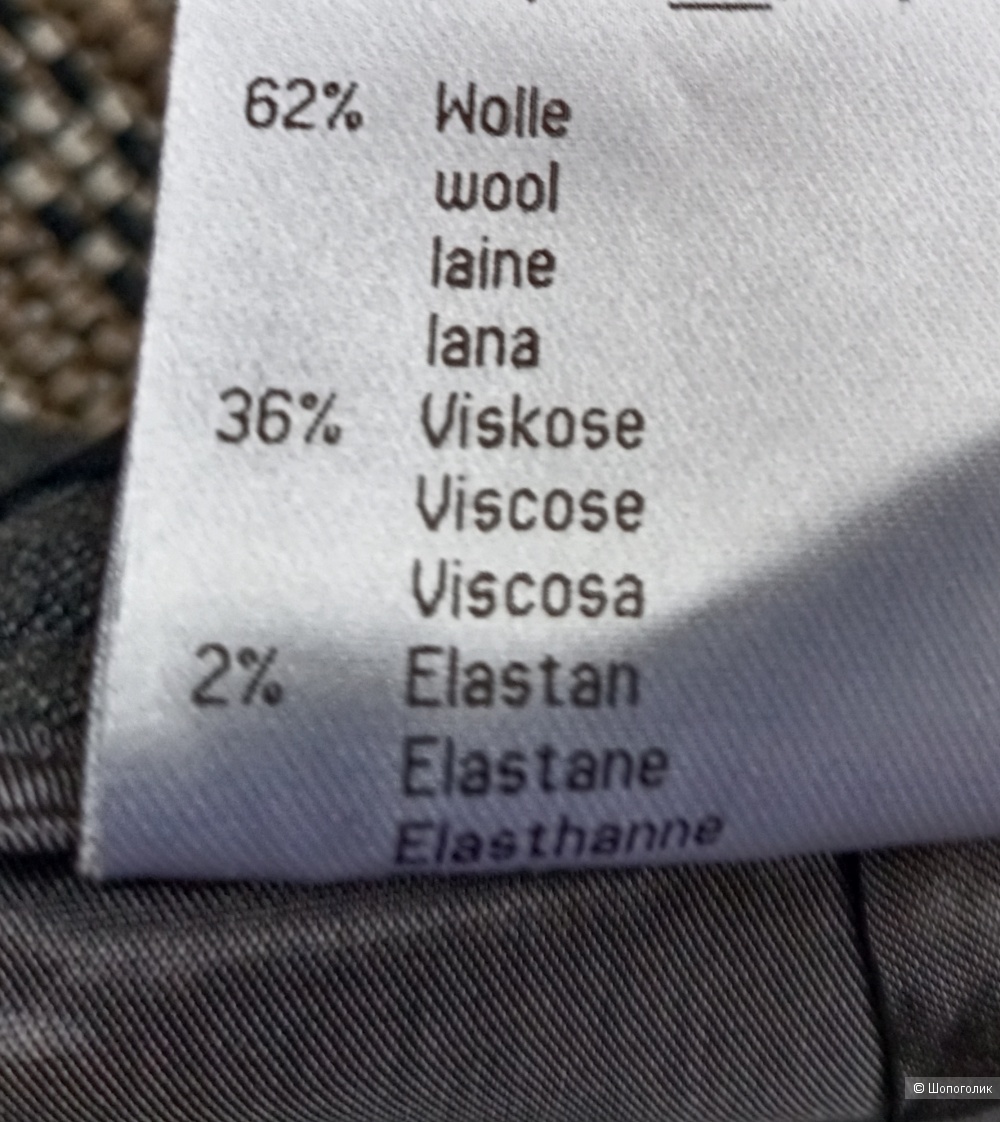 62% Wolle
wool
laine
lana
36% Viskose
Viscose
Viscosa
2% Elastan
Elastane
Elasthanne
© Шопоголик